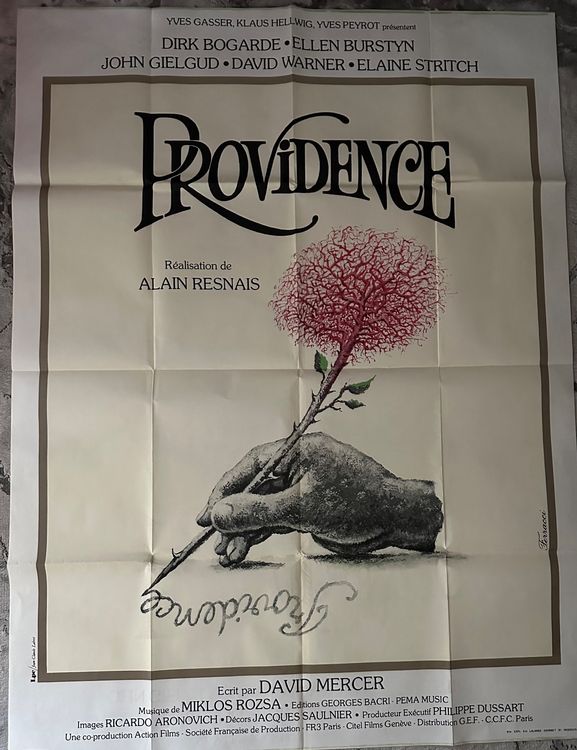 YVES GASSER, KLAUS HELLWIG, YVES PEYROT présentent
DIRK BOGARDE • ELLEN BURSTYN
JOHN GIELGUD • DAVID WARNER • ELAINE STRITCH
PROViDENCE
Réalisation de
ALAIN RESNAIS
Ferracci
Providence
Ecrit par DAVID MERCER
Musique de MIKLOS ROZSA • Editions GEORGES BACRI - PEMA MUSIC
Images RICARDO ARONOVICH • Décors JACQUES SAULNIER • Producteur Exécutif PHILIPPE DUSSART
Une co-production Action Films - Société Française de Production - FR3 Paris - Citel Films Genève - Distribution G.E.F. - C.C.F.C. Paris